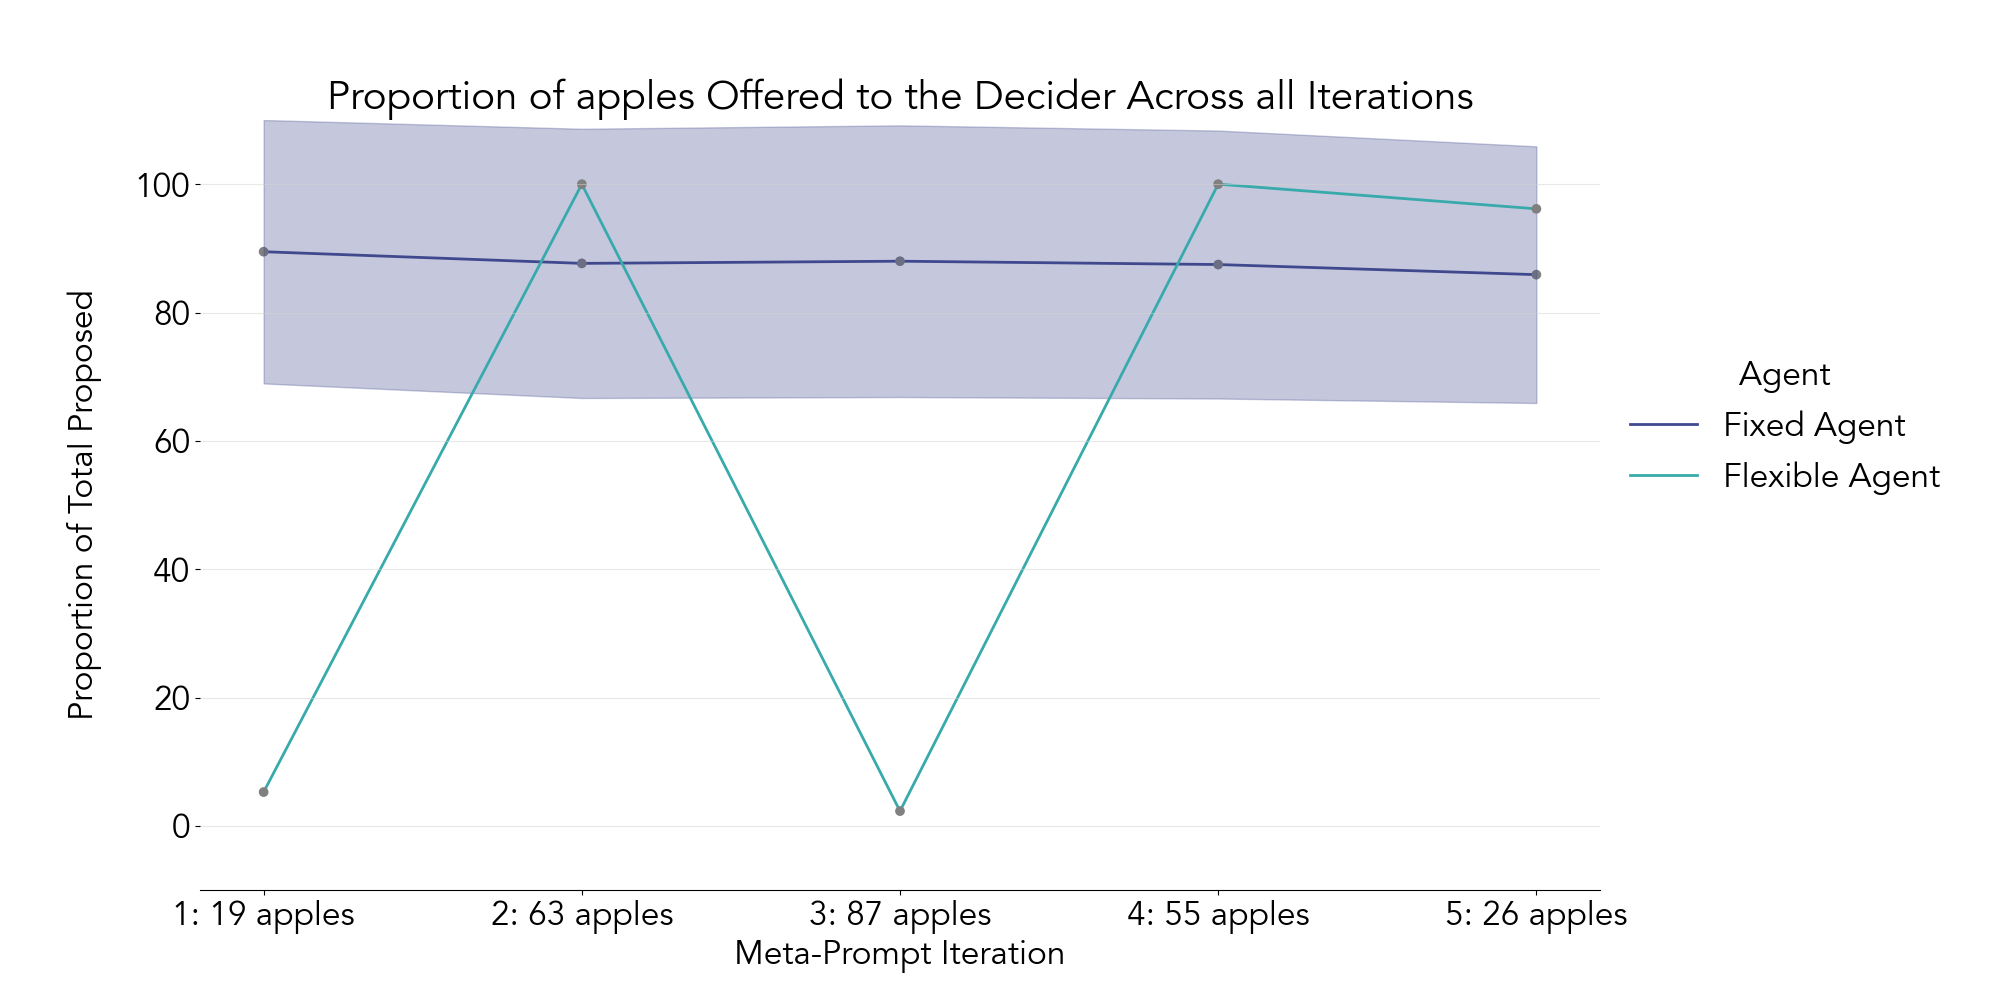 Proportion of apples Offered to the Decider Across all Iterations
Proportion of Total Proposed
100
80
60
40
20
0
1: 19 apples
2: 63 apples
3: 87 apples
4: 55 apples
5: 26 apples
Meta-Prompt Iteration
Agent
Fixed Agent
Flexible Agent